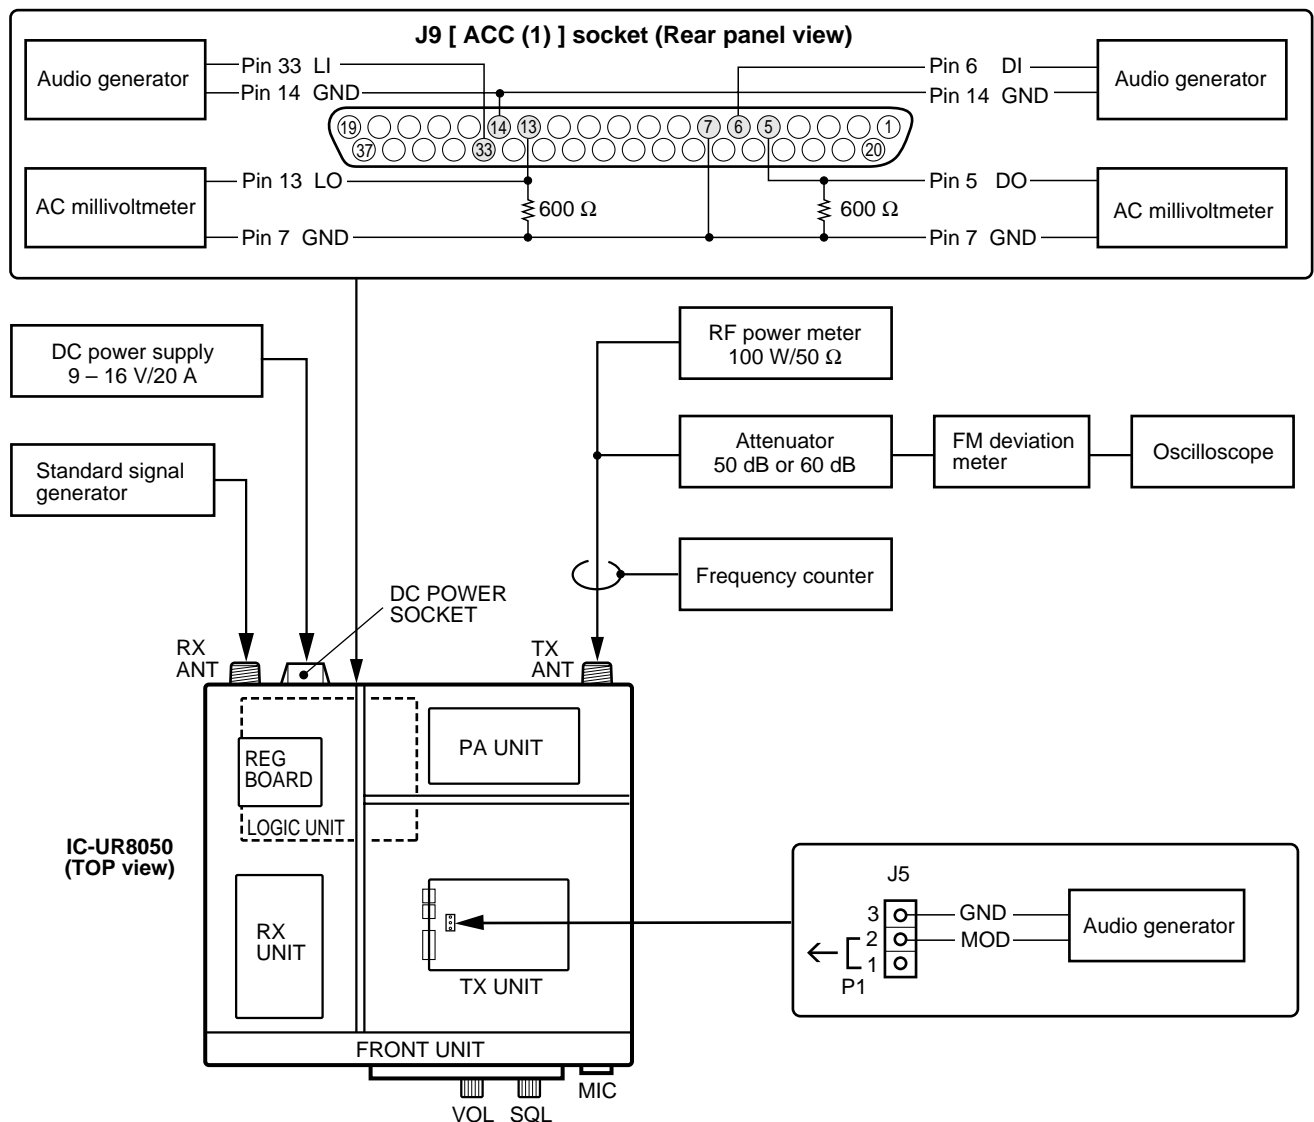 J9 [ ACC (1) ] socket (Rear panel view)
Audio generator
Pin 33 LI
Pin 14 GND
Pin 6 DI
Pin 14 GND
Audio generator
19 14 13 7 6 5 1
37 33 20
AC millivoltmeter
Pin 13 LO
600 Ω
Pin 7 GND
600 Ω
Pin 5 DO
Pin 7 GND
AC millivoltmeter
DC power supply
9 – 16 V/20 A
RF power meter
100 W/50 Ω
Standard signal
generator
Attenuator
50 dB or 60 dB
FM deviation
meter
Oscilloscope
Frequency counter
DC POWER
SOCKET
RX
ANT
TX
ANT
REG
BOARD
LOGIC UNIT
PA UNIT
IC-UR8050
(TOP view)
RX
UNIT
TX UNIT
J5
3 GND
2 MOD
1
P1
Audio generator
FRONT UNIT
MIC
VOL SQL